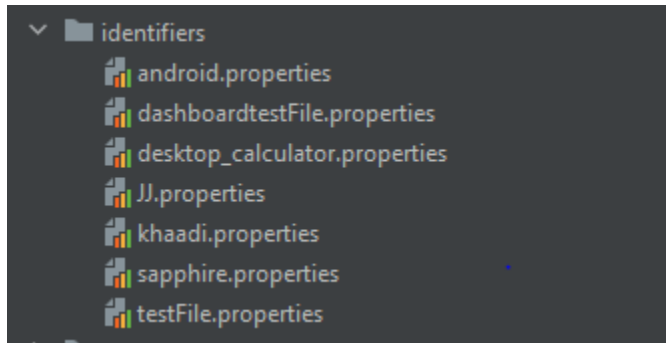 identifiers
android.properties
dashboardtestFile.properties
desktop_calculator.properties
JJ.properties
khaadi.properties
sapphire.properties
testFile.properties